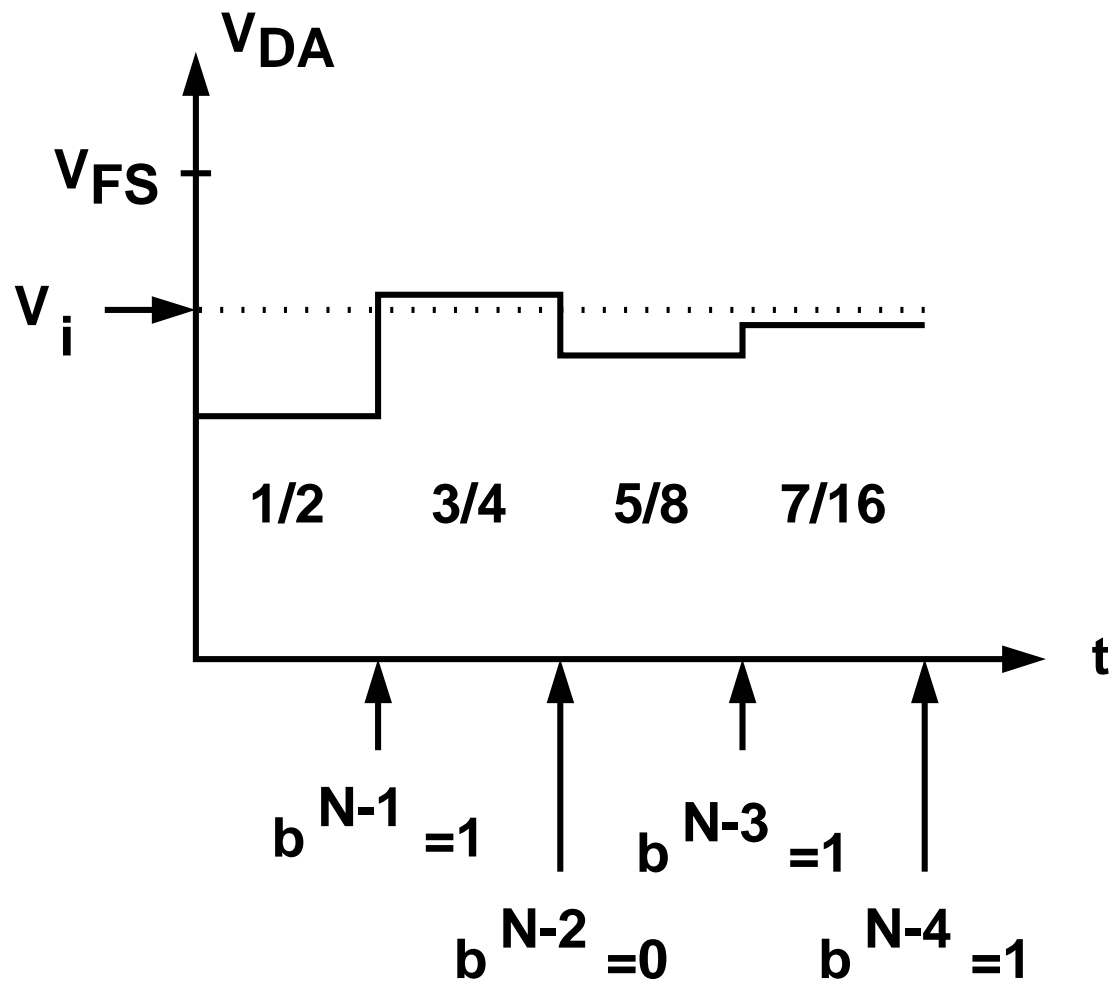 VDA
VFS
Vi
1/2 3/4 5/8 7/16
t
b N-1 =1
b N-3 =1
b N-2 =0
b N-4 =1